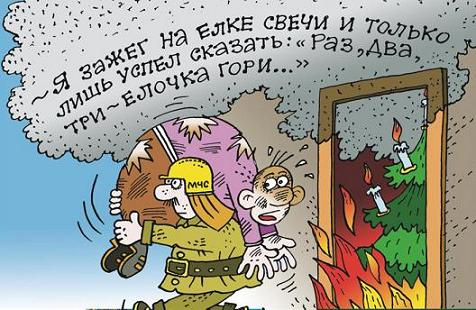 ~Я ЗАЖЕГ НА ЕЛКЕ СВЕЧИ И ТОЛЬКО
ЛИШЬ УСПЕЛ СКАЗАТЬ: «РАЗ, ДВА,
ТРИ~ЕЛОЧКА ГОРИ...»
МЧС